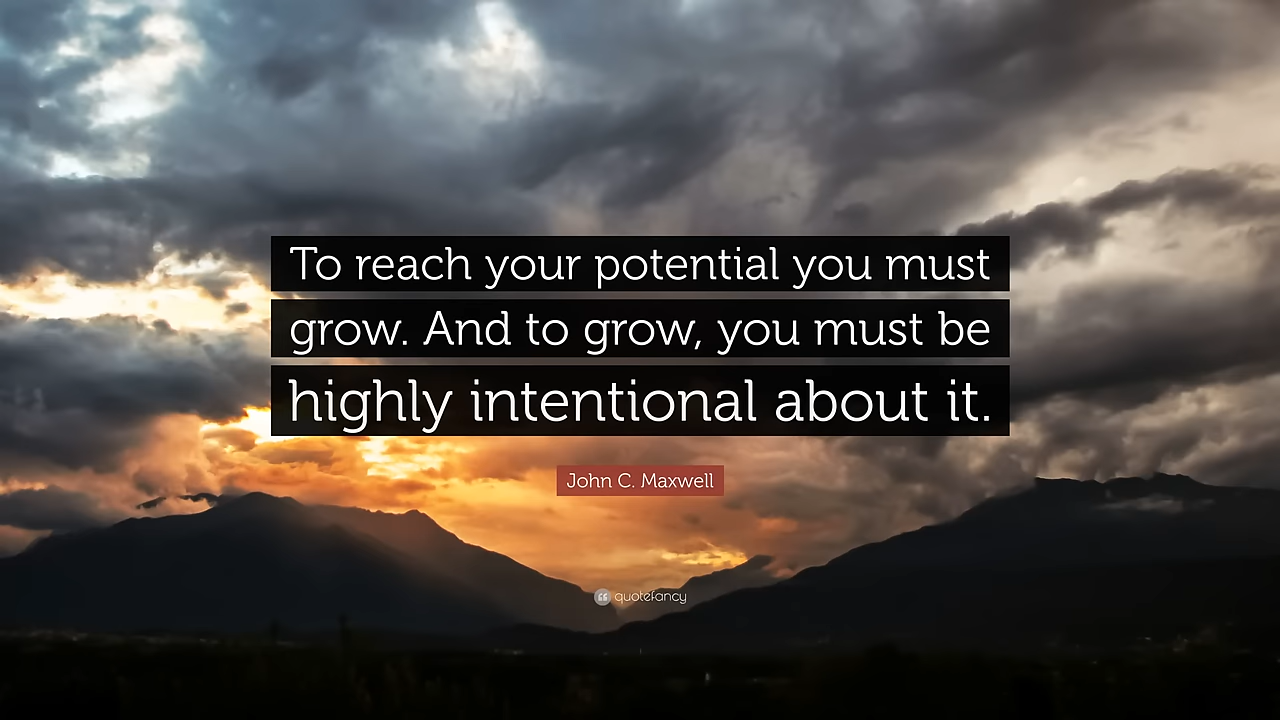 To reach your potential you must
grow. And to grow, you must be
highly intentional about it.
John C. Maxwell
quotefancy